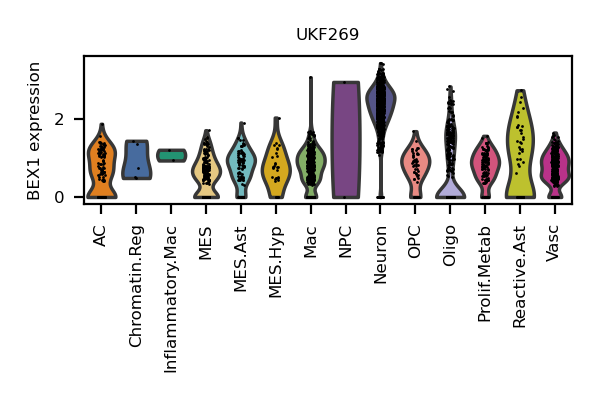 UKF269
BEX1 expression
2
0
AC
Chromatin.Reg
Inflammatory.Mac
MES
MES.Ast
MES.Hyp
Mac
NPC
Neuron
OPC
Oligo
Prolif.Metab
Reactive.Ast
Vasc